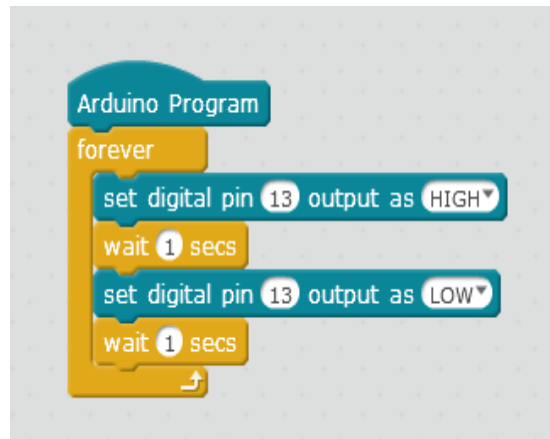 Arduino Program
forever
set digital pin 13 output as HIGH
wait 1 secs
set digital pin 13 output as LOW
wait 1 secs